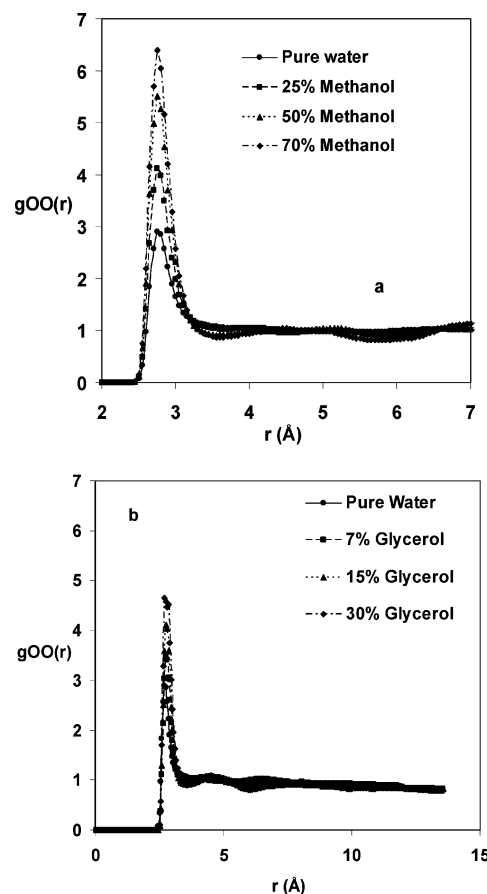 7
6
5
4
3
2
1
0
gOO(r)
Pure water
25% Methanol
50% Methanol
70% Methanol
a
2 3 4 5 6 7
r (Å)
7
6
5
4
3
2
1
0
gOO(r)
b
Pure Water
7% Glycerol
15% Glycerol
30% Glycerol
0 5 10 15
r (Å)